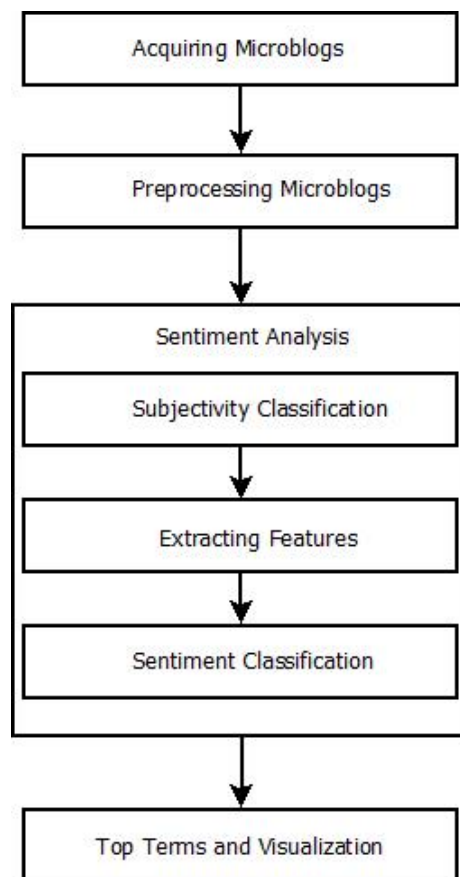 Acquiring Microblogs
Preprocessing Microblogs
Sentiment Analysis
Subjectivity Classification
Extracting Features
Sentiment Classification
Top Terms and Visualization